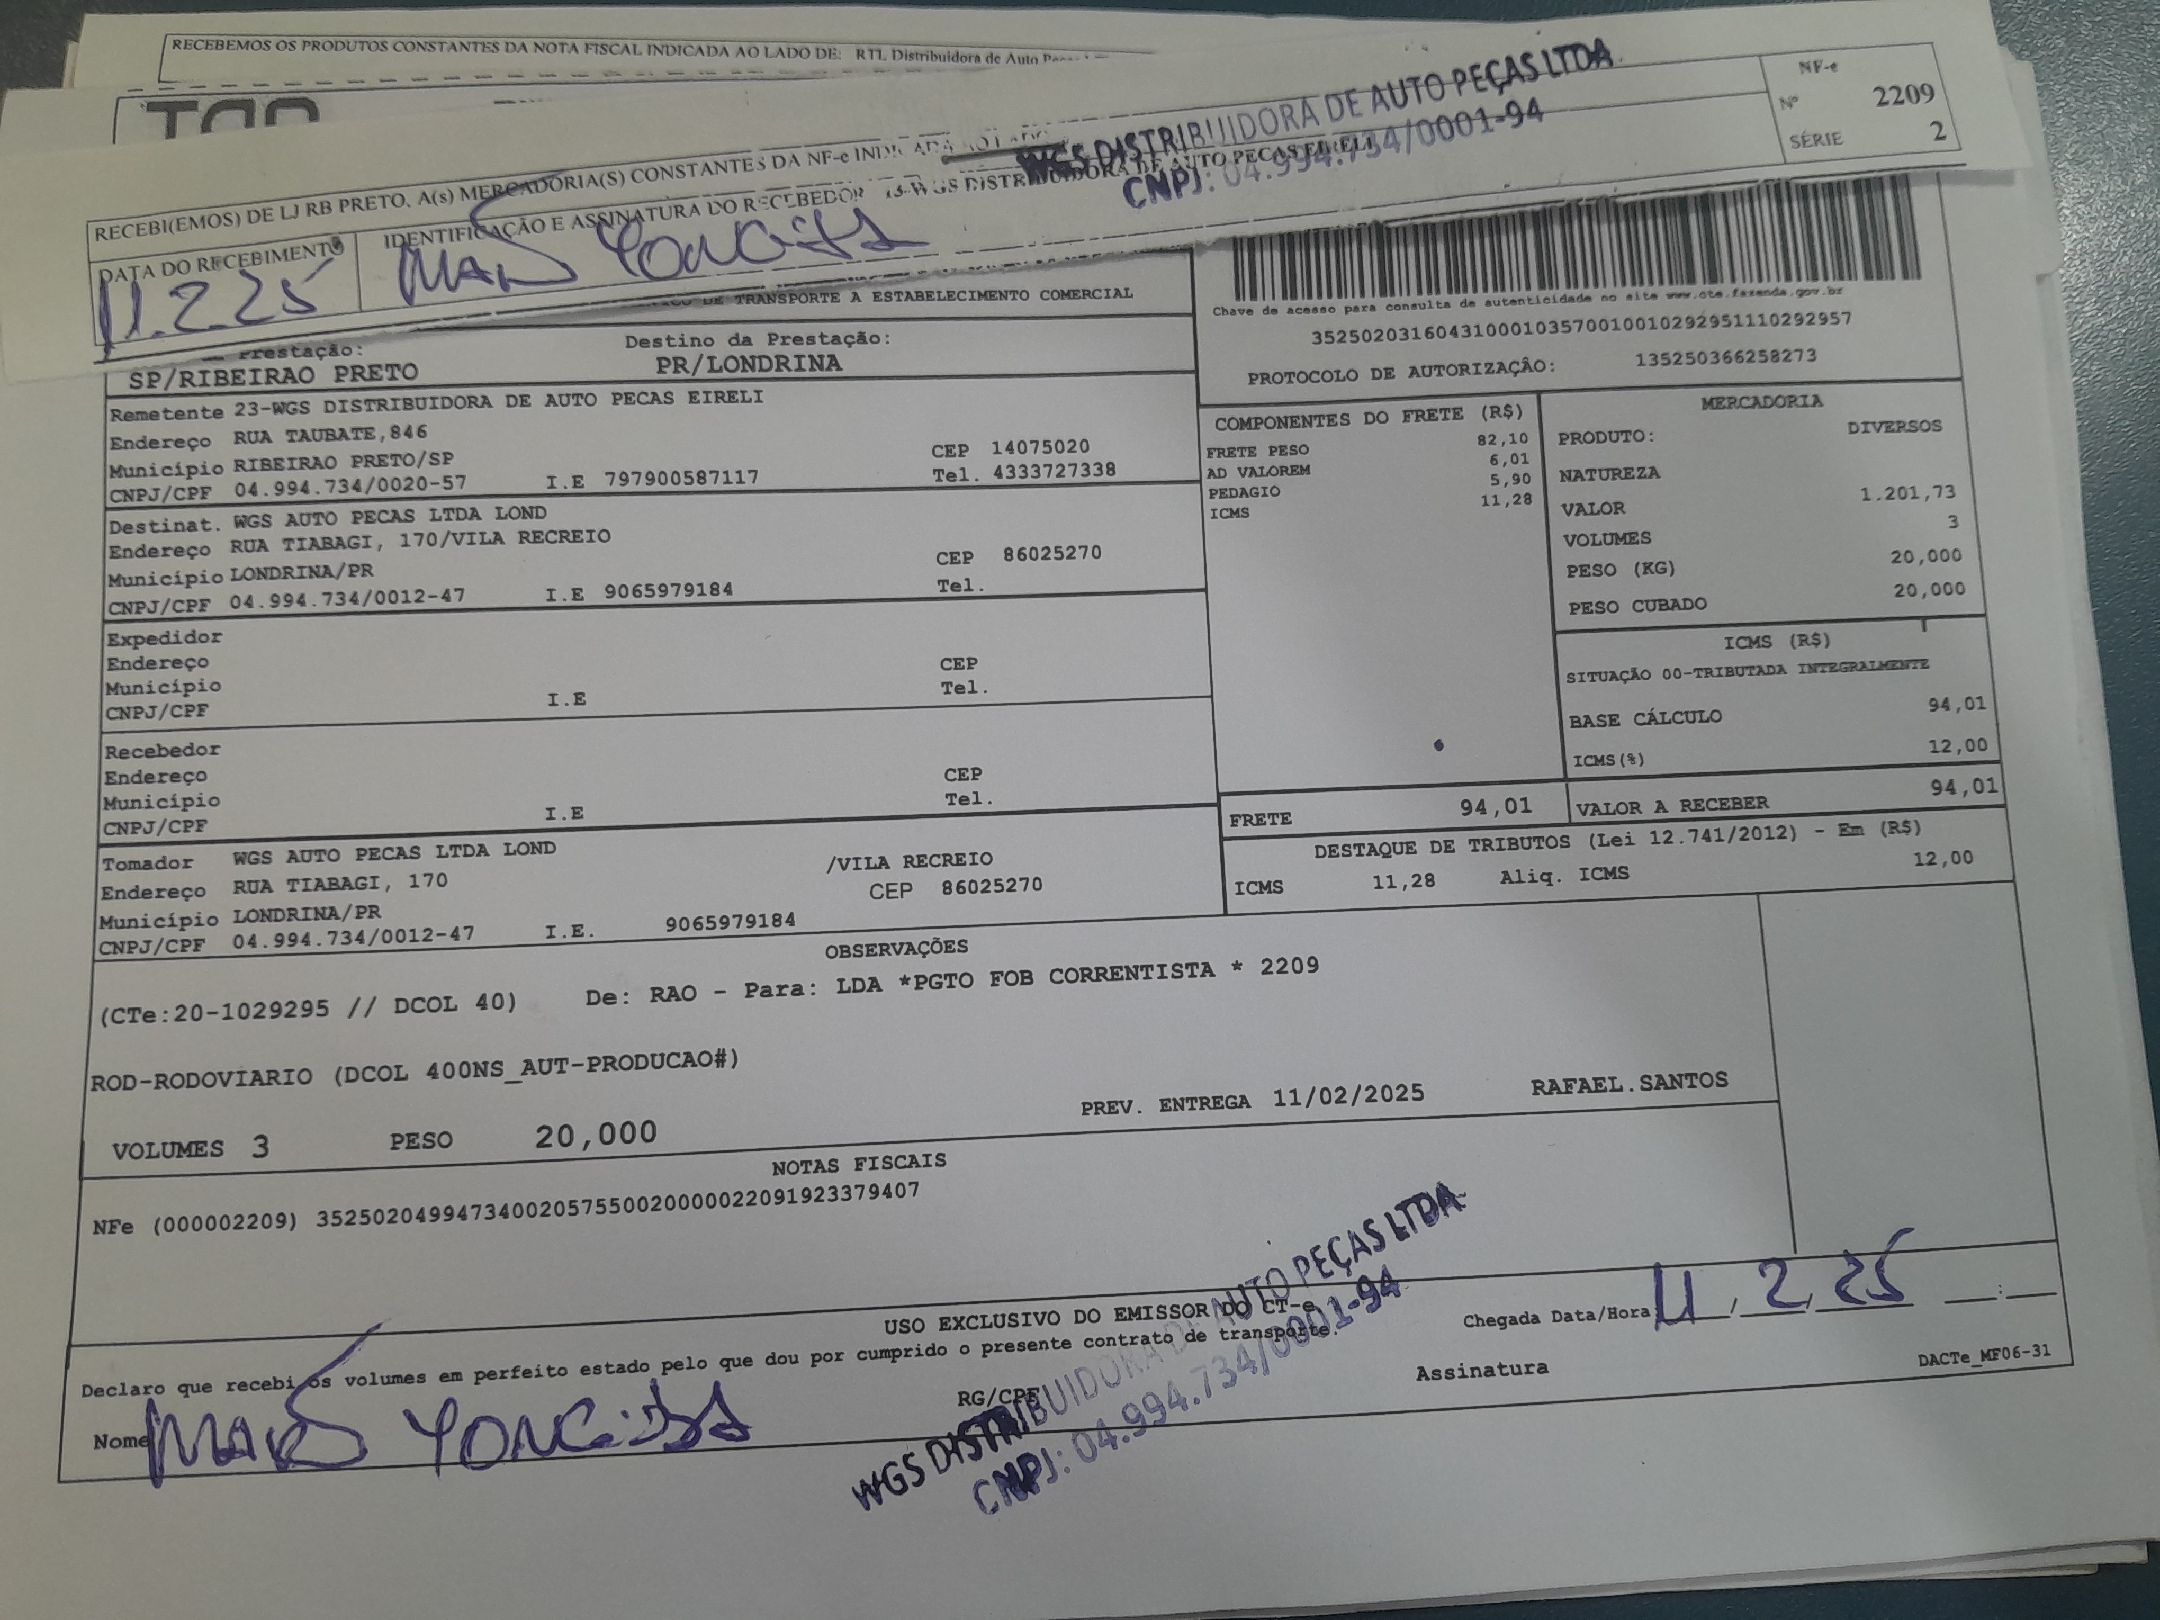 RECEBEMOS OS PRODUTOS CONSTANTES DA NOTA FISCAL INDICADA AO LADO DE: RTL Distribuidora de Auto
RECEBI(EMOS) DE LJ RB PRETO, A(s) MERCADORIA(S) CONSTANTES DA NF-e
WGS DISTRIBUIDORA DE AUTO PEÇAS LTDA
CNPJ: 04.994.734/0001-94
NF-e
Nº 2209
SÉRIE 2
DATA DO RECEBIMENTO
11.2.25
IDENTIFICAÇÃO E ASSINATURA DO RECEBEDOR
WGS DISTRIBUIDORA DE AUTO PECAS EIRELI
DE TRANSPORTE A ESTABELECIMENTO COMERCIAL
Chave de acesso para consulta de autenticidade no site www.cte.fazenda.gov.br
35250203160431000103570010010292951110292957
PROTOCOLO DE AUTORIZAÇÂO: 135250366258273
Prestação:
SP/RIBEIRAO PRETO
Destino da Prestação:
PR/LONDRINA
Remetente 23-WGS DISTRIBUIDORA DE AUTO PECAS EIRELI
Endereço RUA TAUBATE,846
CEP 14075020
Município RIBEIRAO PRETO/SP
Tel. 4333727338
CNPJ/CPF 04.994.734/0020-57 I.E 797900587117
Destinat. WGS AUTO PECAS LTDA LOND
Endereço RUA TIABAGI, 170/VILA RECREIO
CEP 86025270
Município LONDRINA/PR
Tel.
CNPJ/CPF 04.994.734/0012-47 I.E 9065979184
Expedidor
Endereço
CEP
Município
Tel.
CNPJ/CPF
I.E
Recebedor
Endereço
CEP
Município
Tel.
CNPJ/CPF
I.E
Tomador WGS AUTO PECAS LTDA LOND
Endereço RUA TIABAGI, 170 /VILA RECREIO
CEP 86025270
Município LONDRINA/PR
CNPJ/CPF 04.994.734/0012-47 I.E. 9065979184
COMPONENTES DO FRETE (R$)
FRETE PESO 82,10
AD VALOREM 6,01
PEDAGIO 5,90
ICMS 11,28
FRETE 94,01
MERCADORIA
PRODUTO: DIVERSOS
NATUREZA
VALOR 1.201,73
VOLUMES 3
PESO (KG) 20,000
PESO CUBADO 20,000
ICMS (R$)
SITUAÇÃO 00-TRIBUTADA INTEGRALMENTE
BASE CÁLCULO 94,01
ICMS(%) 12,00
VALOR A RECEBER 94,01
DESTAQUE DE TRIBUTOS (Lei 12.741/2012) - Em (R$)
ICMS 11,28 Aliq. ICMS 12,00
OBSERVAÇÕES
(CTe:20-1029295 // DCOL 40) De: RAO - Para: LDA *PGTO FOB CORRENTISTA * 2209
ROD-RODOVIARIO (DCOL 400NS_AUT-PRODUCAO#)
PREV. ENTREGA 11/02/2025 RAFAEL.SANTOS
VOLUMES 3 PESO 20,000
NOTAS FISCAIS
NFe (000002209) 35250204994734002057550020000022091923379407
USO EXCLUSIVO DO EMISSOR DO CT-e
Declaro que recebi os volumes em perfeito estado pelo que dou por cumprido o presente contrato de transporte.
Chegada Data/Hora 11/2/25 :
Nome
RG/CPF
Assinatura
DACTe_MF06-31
WGS DISTRIBUIDORA DE AUTO PEÇAS LTDA
CNPJ: 04.994.734/0001-94